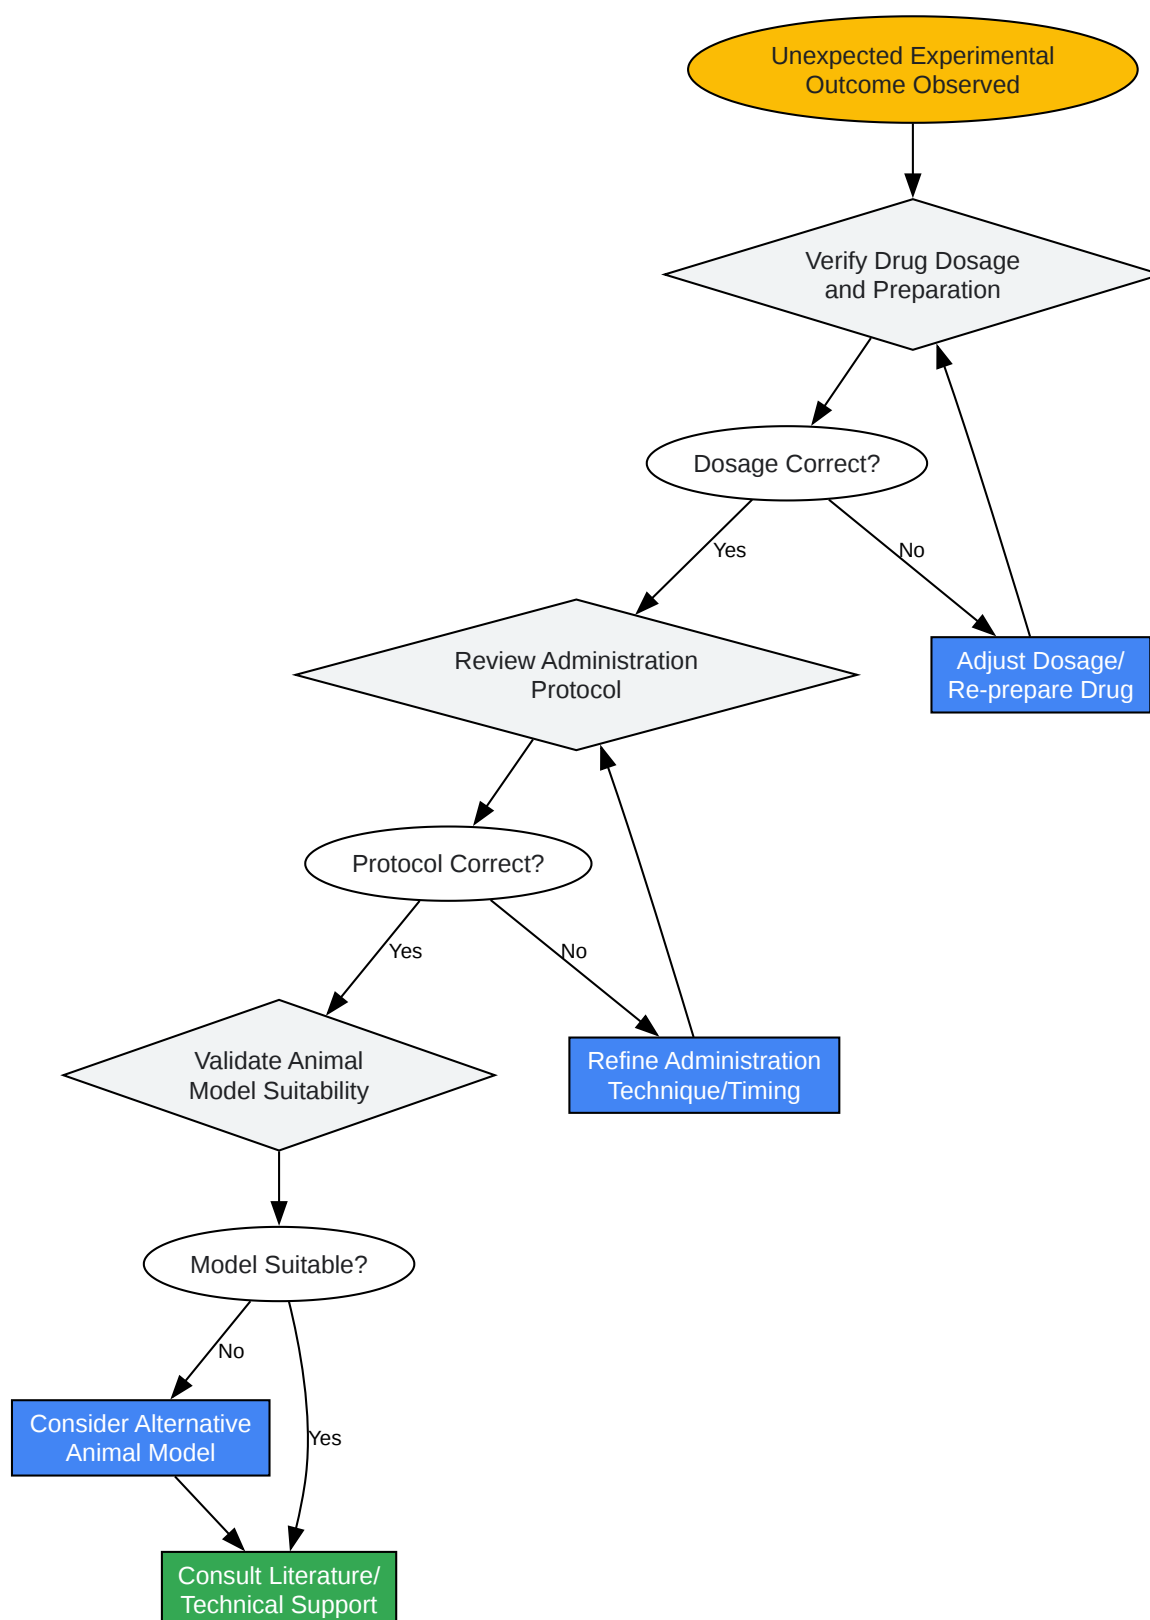 Unexpected Experimental
Outcome Observed
Verify Drug Dosage
and Preparation
Dosage Correct?
Yes
No
Adjust Dosage/
Re-prepare Drug
Review Administration
Protocol
Protocol Correct?
Yes
No
Refine Administration
Technique/Timing
Validate Animal
Model Suitability
Model Suitable?
No
Yes
Consider Alternative
Animal Model
Consult Literature/
Technical Support